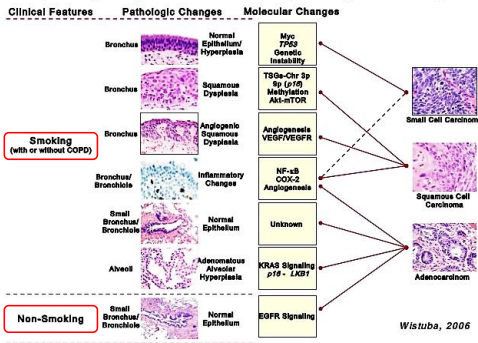 Clinical Features Pathologic Changes Molecular Changes
Bronchus
Normal
Epithelium/
Hyperplasia
Myc
TP53
Genetic
Instability
Bronchus
Squamous
Dysplasia
TSGs-Chr 3p
9p (p16)
Methylation
Akt-mTOR
Small Cell Carcinom
Smoking
(with or without COPD)
Bronchus
Angiogenic
Squamous
Dysplasia
Angiogenesis
VEGF/VEGFR
Bronchus/
Bronchiole
Inflammatory
Changes
NF-κB
COX-2
Angiogenesis
Squamous Cell
Carcinoma
Small
Bronchus/
Bronchiole
Normal
Epithelium
Unknown
Alveoli
Adenomatous
Alveolar
Hyperplasia
KRAS Signaling
p16 - LKB1
Adenocarcinom
Non-Smoking
Small
Bronchus/
Bronchiole
Normal
Epithelium
EGFR Signaling
Wistuba, 2006